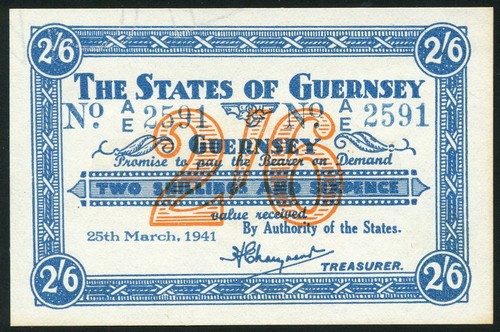 2/6 2/6
THE STATES OF GUERNSEY
No. A/E 2591 No. A/E 2591
2/6
GUERNSEY
Promise to pay the Bearer on Demand
TWO SHILLINGS AND SIXPENCE
value received
By Authority of the States.
25th March, 1941
TREASURER.
2/6 2/6